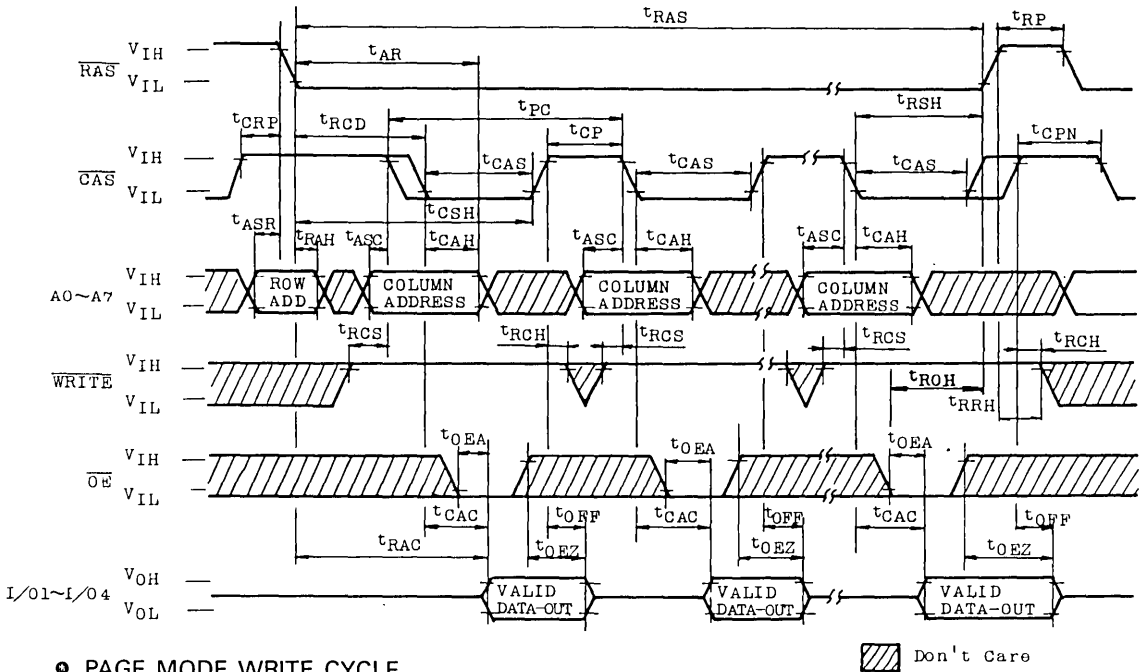 tRAS
tRP
RAS
VIH
VIL
tAR
tPC
tRSH
tCRP
tRCD
tCP
tCPN
CAS
VIH
VIL
tCAS
tCAS
tCAS
tCSH
tASR
tRAH
tASC
tCAH
tASC
tCAH
tASC
tCAH
A0~A7
VIH
VIL
ROW
ADD
COLUMN
ADDRESS
COLUMN
ADDRESS
COLUMN
ADDRESS
tRCS
tRCH
tRCS
tRCS
tRCH
WRITE
VIH
VIL
tROH
tRRH
tOEA
tOEA
tOEA
OE
VIH
VIL
tCAC
tOFF
tCAC
tOFF
tCAC
tOFF
tRAC
tOEZ
tOEZ
tOEZ
I/01~I/04
VOH
VOL
VALID
DATA-OUT
VALID
DATA-OUT
VALID
DATA-OUT
Don't Care
PAGE MODE WRITE CYCLE